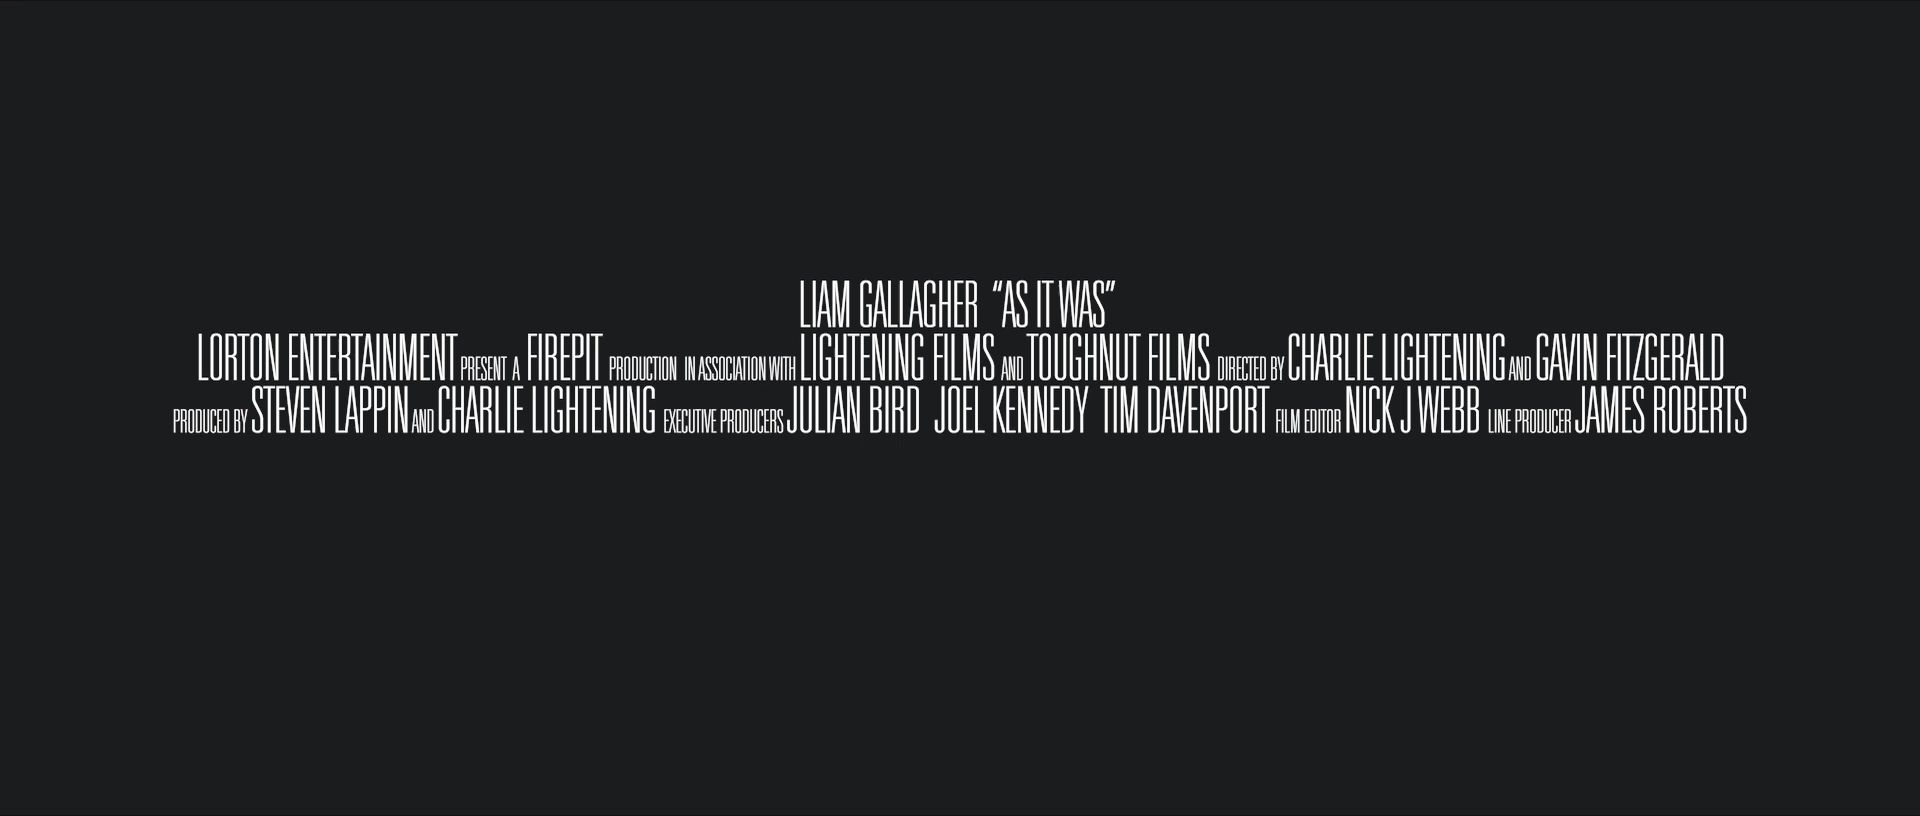 LIAM GALLAGHER “AS IT WAS”
LORTON ENTERTAINMENT PRESENT A FIREPIT PRODUCTION IN ASSOCIATION WITH LIGHTENING FILMS AND TOUGHNUT FILMS DIRECTED BY CHARLIE LIGHTENING AND GAVIN FITZGERALD
PRODUCED BY STEVEN LAPPIN AND CHARLIE LIGHTENING EXECUTIVE PRODUCERS JULIAN BIRD JOEL KENNEDY TIM DAVENPORT FILM EDITOR NICK J WEBB LINE PRODUCER JAMES ROBERTS